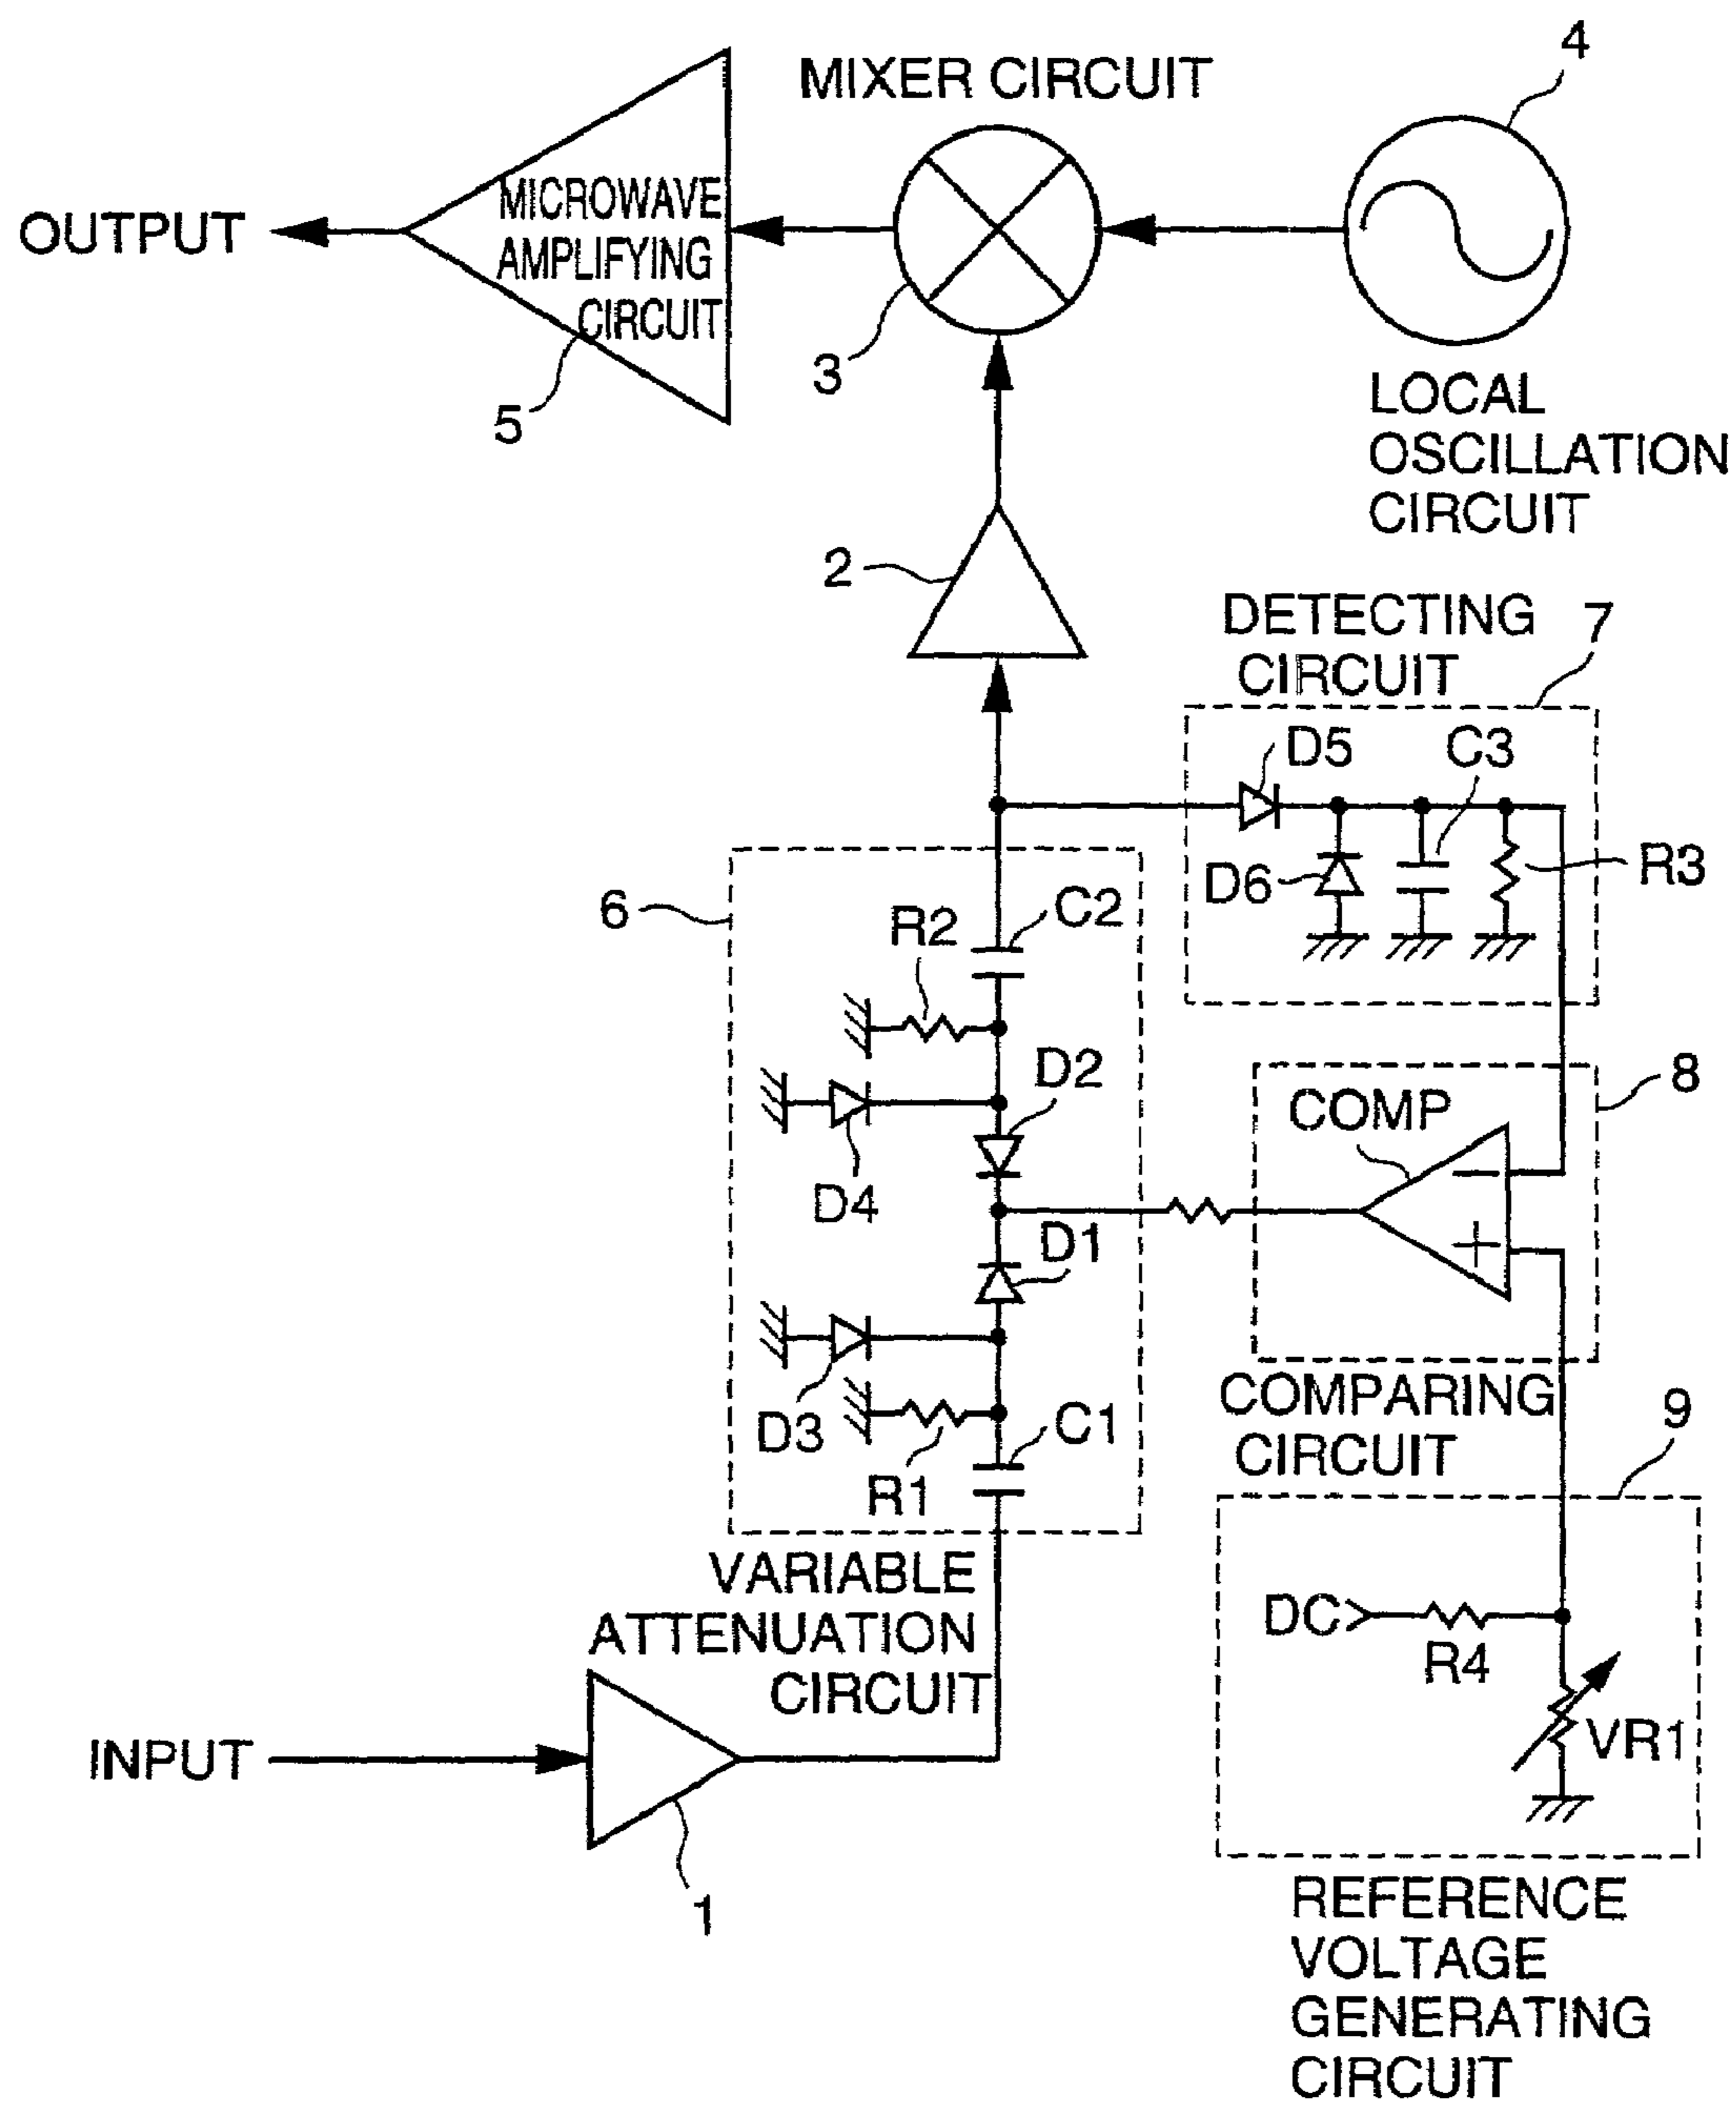 4
MIXER CIRCUIT
OUTPUT
MICROWAVE
AMPLIFYING
CIRCUIT
3
5
LOCAL
OSCILLATION
CIRCUIT
2
DETECTING
CIRCUIT
7
D5
C3
D6
R3
6
R2
C2
D2
8
COMP
−
D4
D1
+
D3
R1
C1
COMPARING
CIRCUIT
9
VARIABLE
ATTENUATION
CIRCUIT
DC
R4
INPUT
VR1
1
REFERENCE
VOLTAGE
GENERATING
CIRCUIT